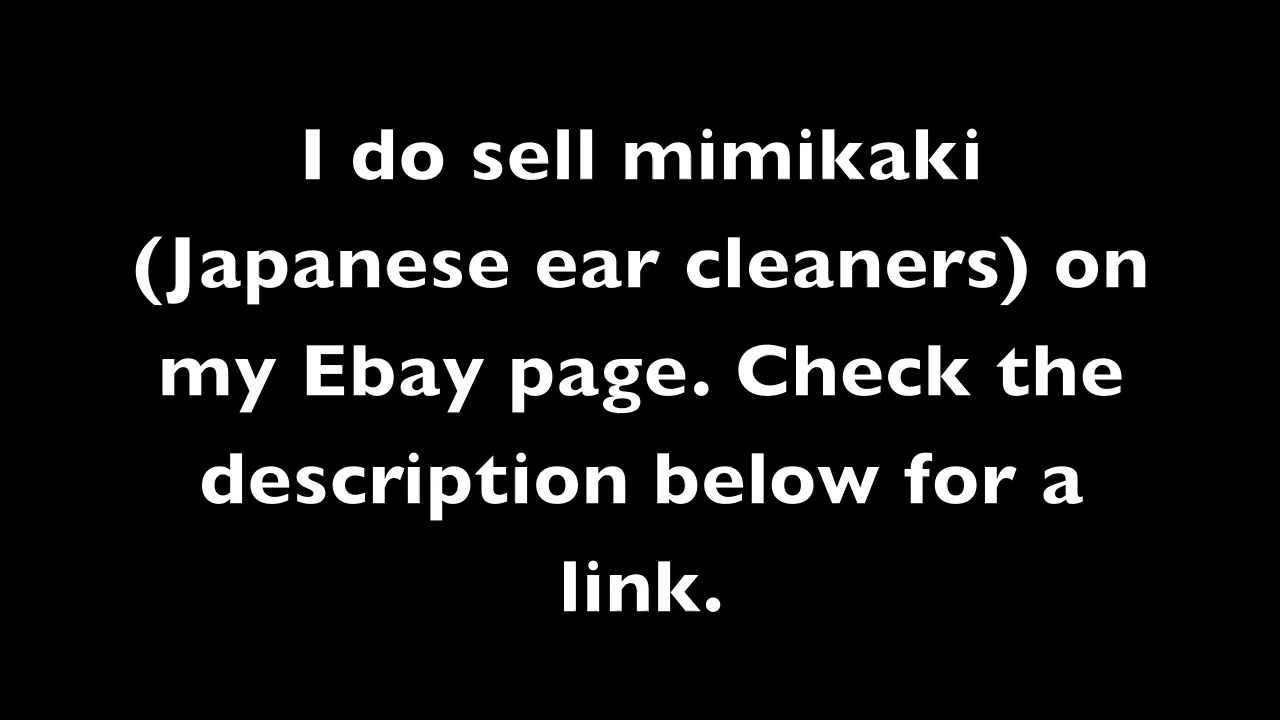 I do sell mimikaki
(Japanese ear cleaners) on
my Ebay page. Check the
description below for a
link.